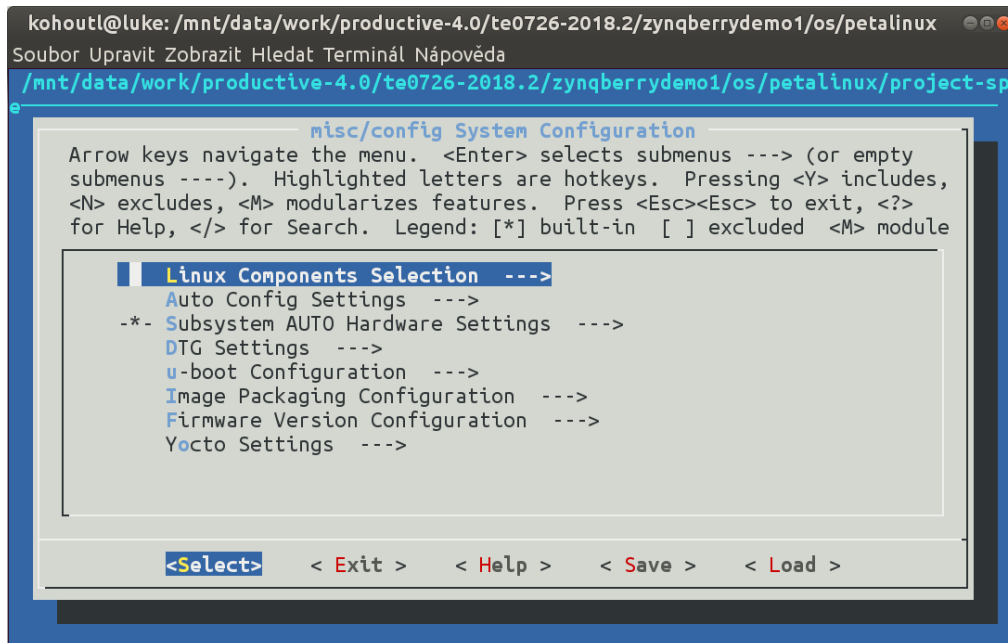 kohoutl@luke: /mnt/data/work/productive-4.0/te0726-2018.2/zynqberrydemo1/os/petalinux
Soubor Upravit Zobrazit Hledat Terminál Nápověda
/mnt/data/work/productive-4.0/te0726-2018.2/zynqberrydemo1/os/petalinux/project-sp
e
misc/config System Configuration
Arrow keys navigate the menu.  <Enter> selects submenus ---> (or empty
submenus ----).  Highlighted letters are hotkeys.  Pressing <Y> includes,
<N> excludes, <M> modularizes features.  Press <Esc><Esc> to exit, <?>
for Help, </> for Search.  Legend: [*] built-in  [ ] excluded  <M> module
Linux Components Selection  --->
Auto Config Settings  --->
-*- Subsystem AUTO Hardware Settings  --->
DTG Settings  --->
u-boot Configuration  --->
Image Packaging Configuration  --->
Firmware Version Configuration  --->
Yocto Settings  --->
<Select>    < Exit >    < Help >    < Save >    < Load >